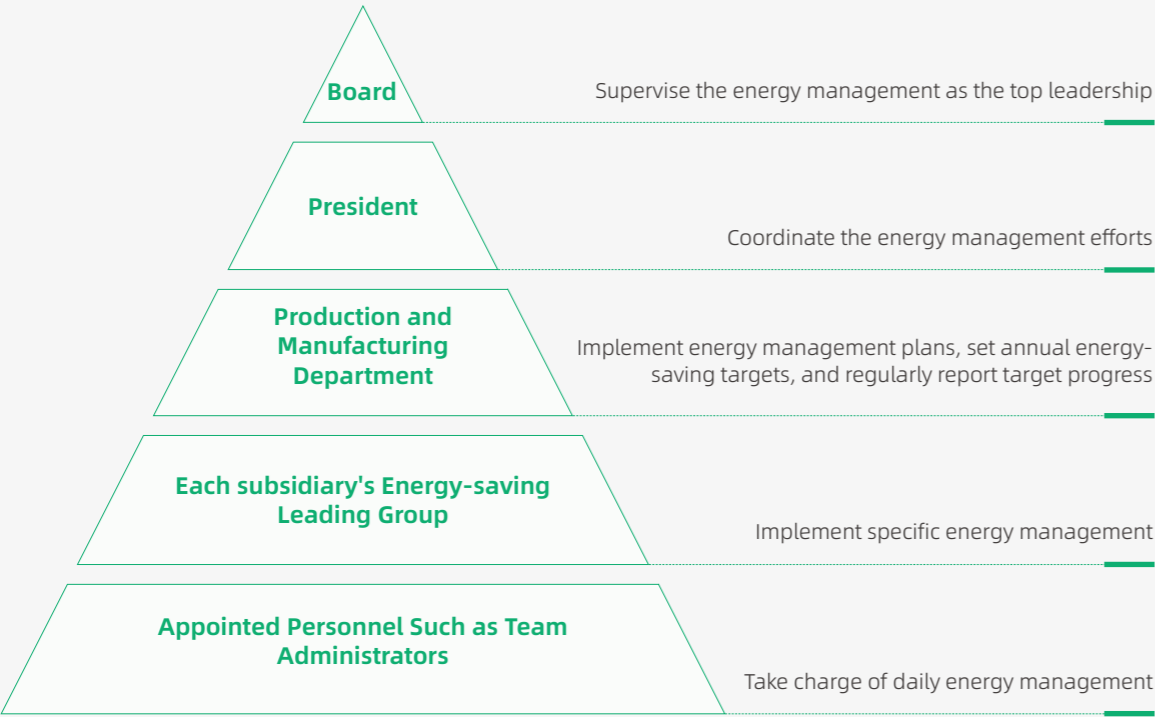 Board
Supervise the energy management as the top leadership
President
Coordinate the energy management efforts
Production and
Manufacturing
Department
Implement energy management plans, set annual energy-
saving targets, and regularly report target progress
Each subsidiary's Energy-saving
Leading Group
Implement specific energy management
Appointed Personnel Such as Team
Administrators
Take charge of daily energy management